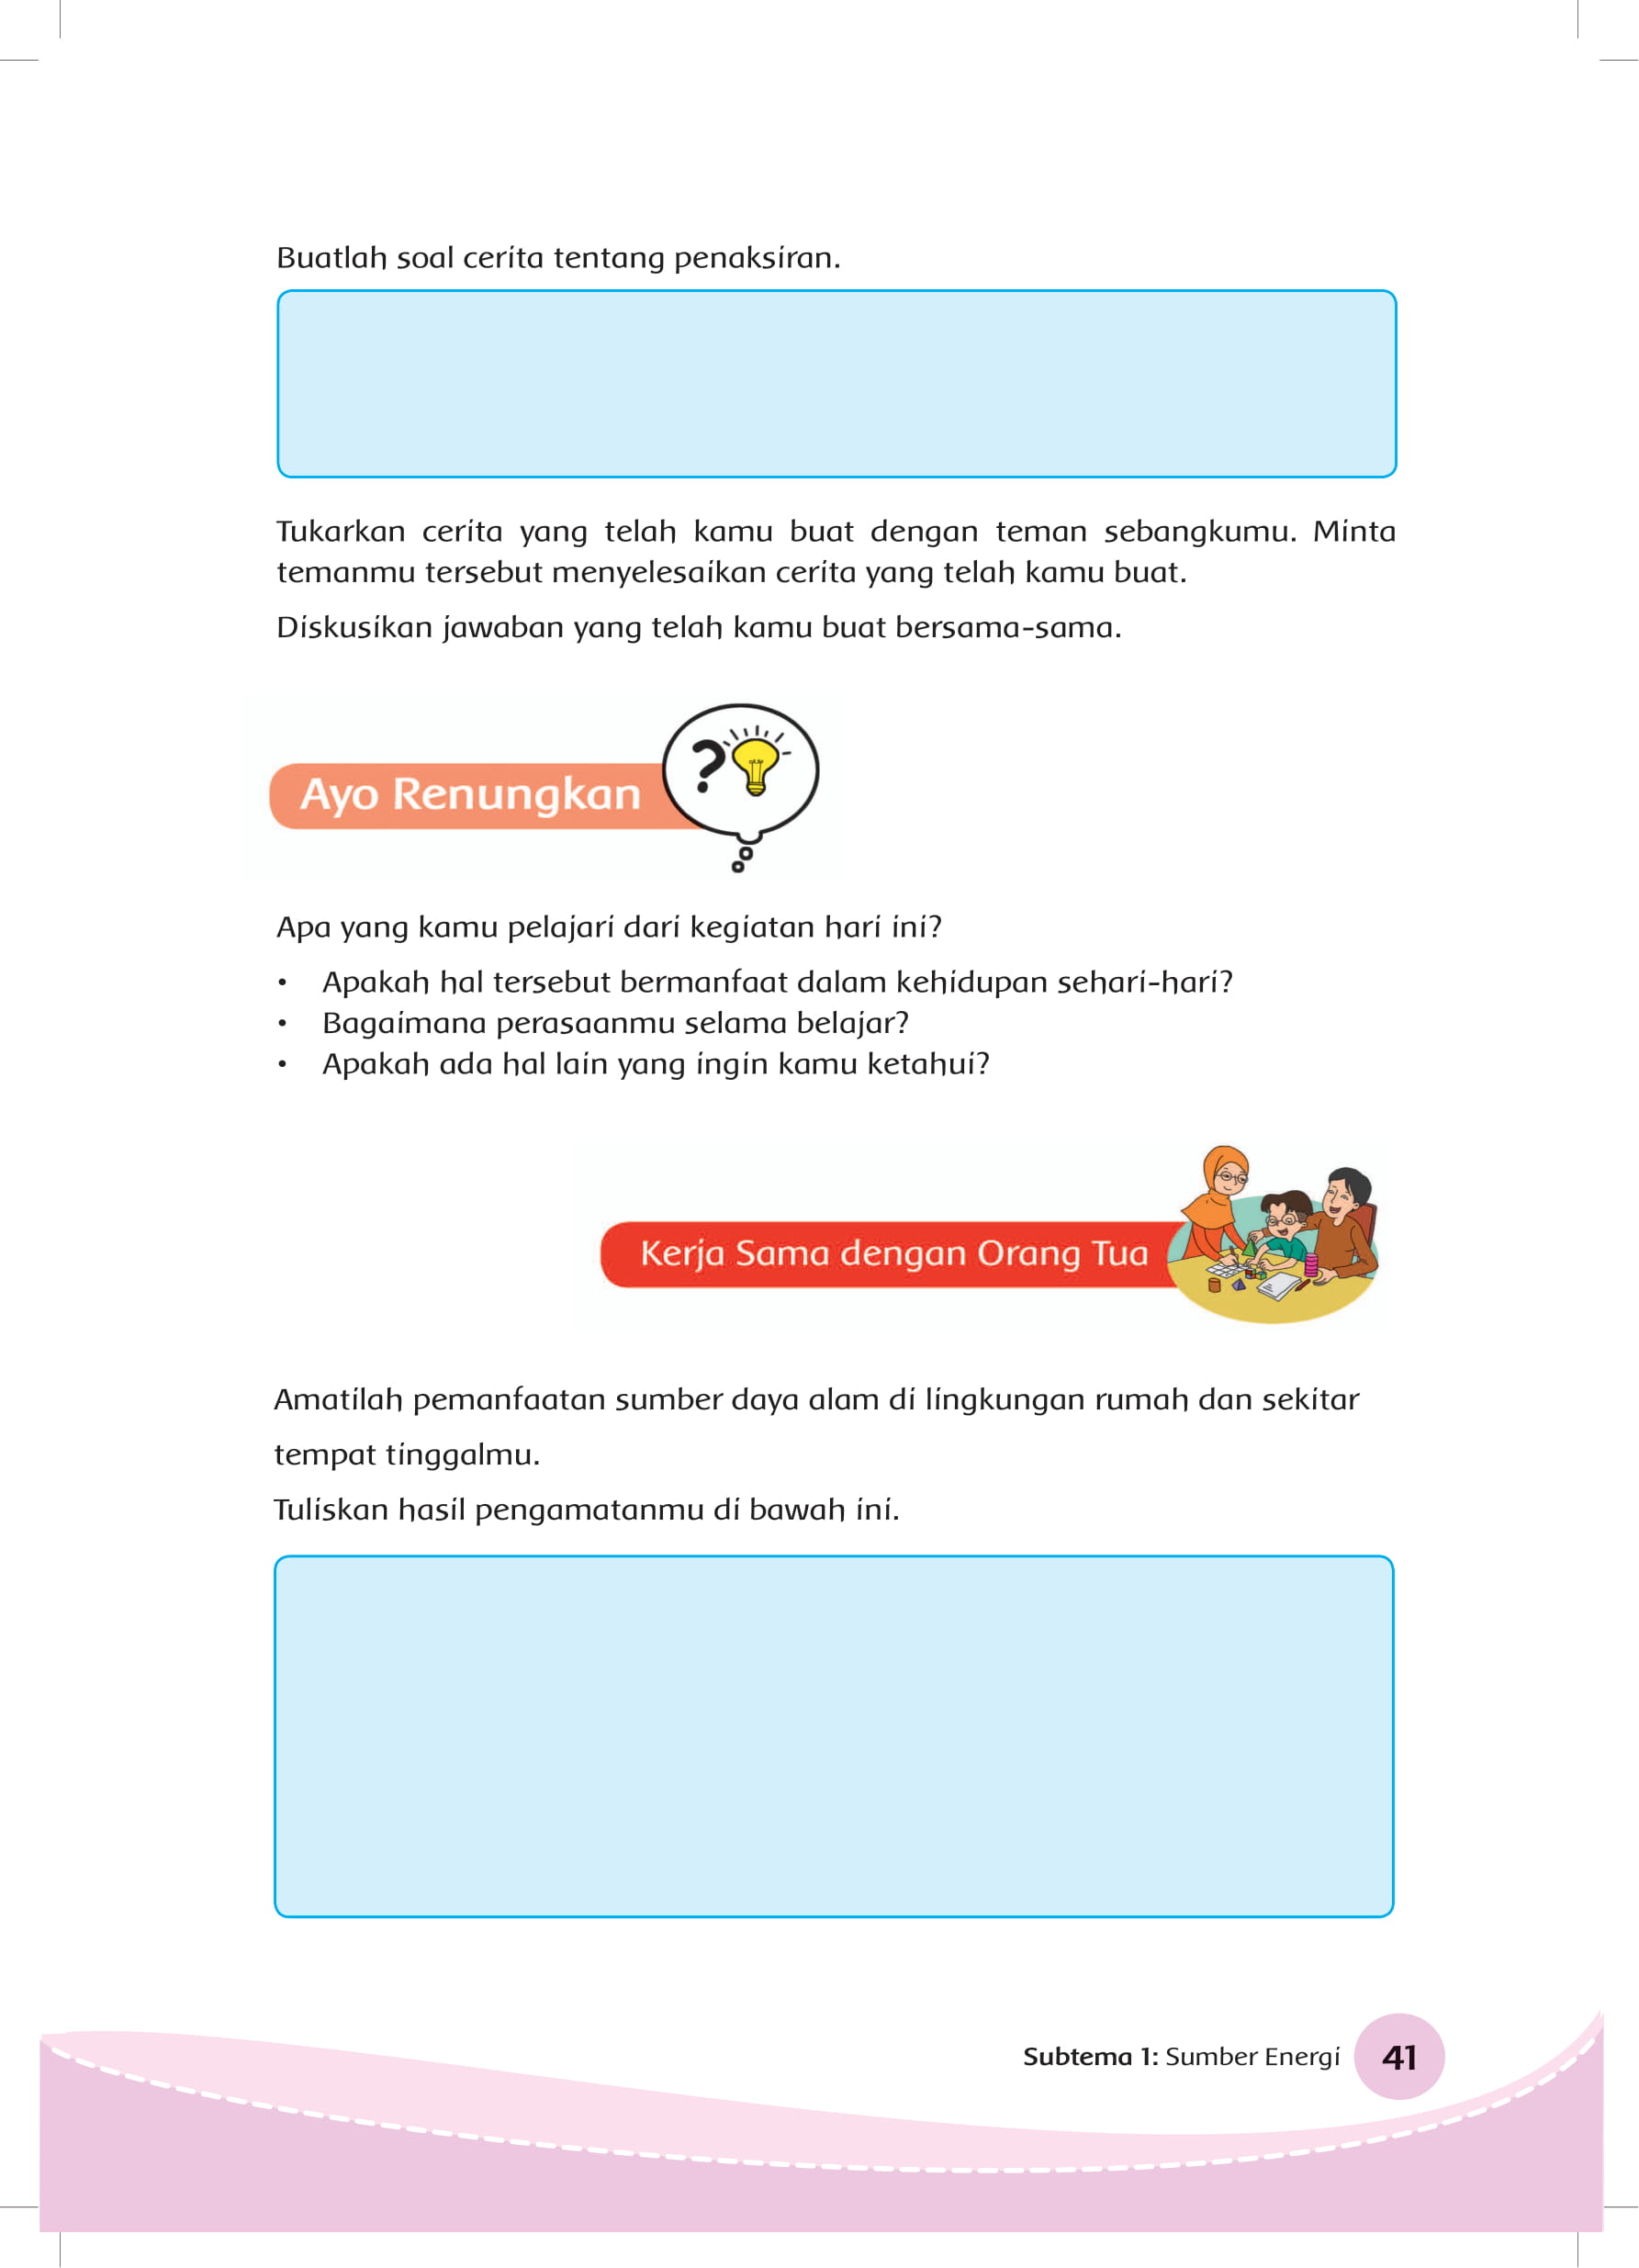 Buatlah soal cerita tentang penaksiran.
Tukarkan cerita yang telah kamu buat dengan teman sebangkumu. Minta
temanmu tersebut menyelesaikan cerita yang telah kamu buat.
Diskusikan jawaban yang telah kamu buat bersama-sama.
Ayo Renungkan
?
Apa yang kamu pelajari dari kegiatan hari ini?
• Apakah hal tersebut bermanfaat dalam kehidupan sehari-hari?
• Bagaimana perasaanmu selama belajar?
• Apakah ada hal lain yang ingin kamu ketahui?
Kerja Sama dengan Orang Tua
Amatilah pemanfaatan sumber daya alam di lingkungan rumah dan sekitar
tempat tinggalmu.
Tuliskan hasil pengamatanmu di bawah ini.
Subtema 1: Sumber Energi 41